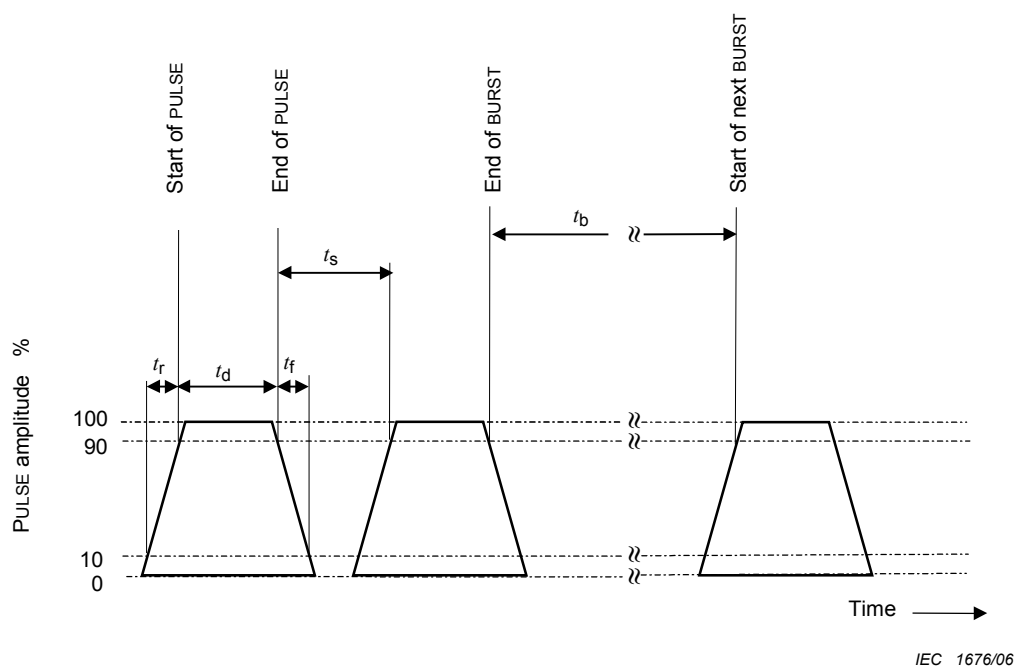 Start of PULSE
End of PULSE
End of BURST
Start of next BURST
tb
ts
tr
td
tf
PULSE amplitude %
100
90
10
0
≈
≈
≈
≈
≈
Time
IEC 1676/06